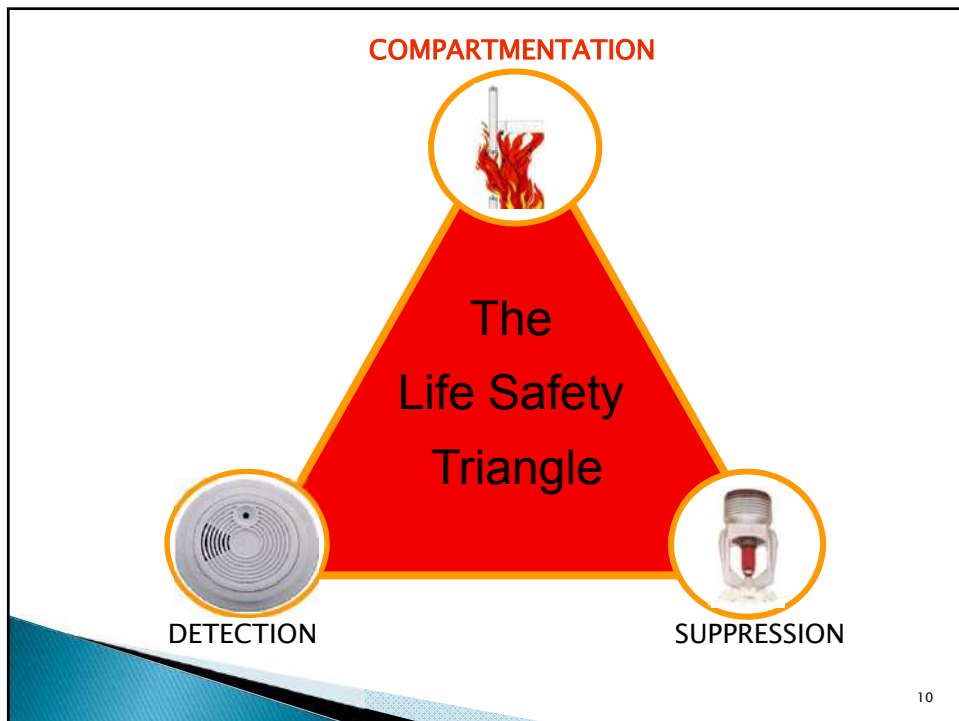 COMPARTMENTATION
The
Life Safety
Triangle
DETECTION
SUPPRESSION
10